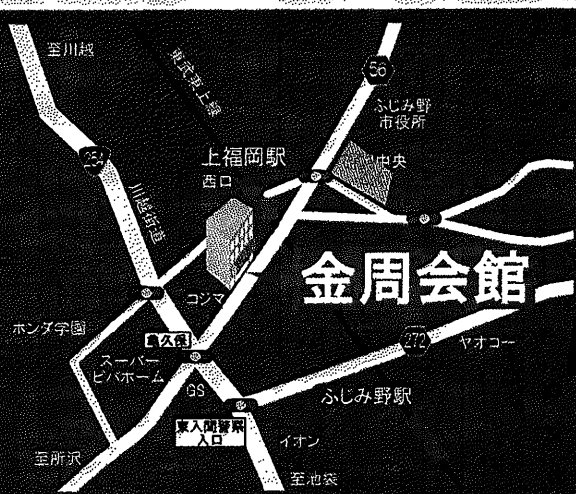 至川越
東武東上線
56
ふじみ野
市役所
254
川越街道
上福岡駅
西口
中央
金周会館
コジマ
ホンダ学園
亀久保
スーパー
ビバホーム
GS
272
ヤオコー
ふじみ野駅
東入間警察
入口
イオン
至所沢
至池袋